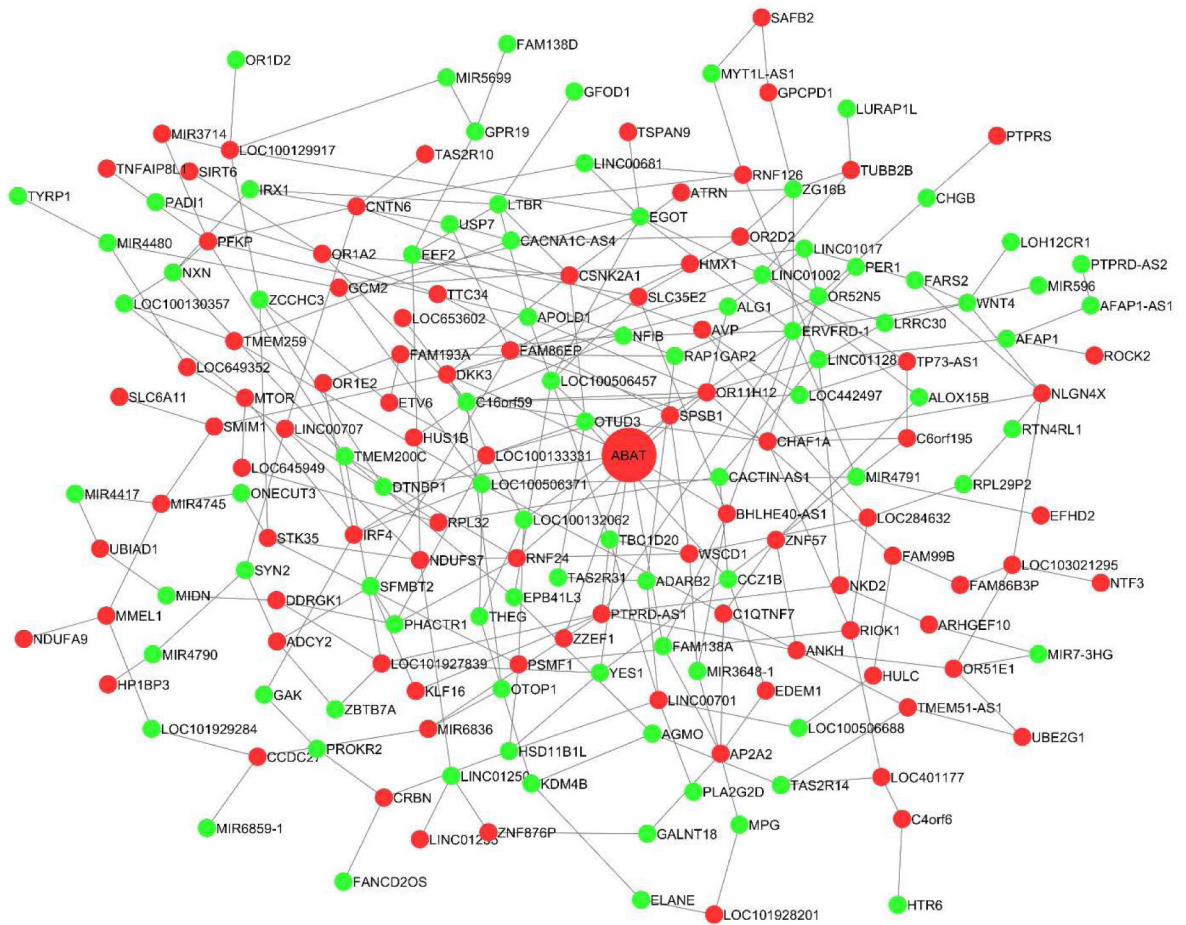 SAFB2
FAM138D
OR1D2
MIR5699
MYT1L-AS1
GFOD1
GPCPD1
LURAP1L
MIR3714
GPR19
TSPAN9
PTPRS
LOC100129917
TAS2R10
TNFAIP8L1
SIRT6
LINC00681
RNF126
TUBB2B
TYRP1
IRX1
ATRN
ZG16B
CHGB
PADI1
CNTN6
LTBR
EGOT
USP7
MIR4480
PFKP
OR1A2
EEF2
CACNA1C-AS4
OR2D2
LINC01017
LOH12CR1
NXN
GCM2
CSNK2A1
HMX1
LINC01002
PER1
PTPRD-AS2
FARS2
MIR596
LOC100130357
ZCCHC3
TTC34
SLC35E2
OR52N5
WNT4
AFAP1-AS1
LOC653602
APOLD1
ALG1
LRRC30
TMEM259
NFIB
AVP
ERVFRD-1
AFAP1
FAM193A
FAM86EP
RAP1GAP2
LINC01128
TP73-AS1
ROCK2
LOC649352
OR1E2
DKK3
LOC100506457
OR11H12
LOC442497
ALOX15B
NLGN4X
SLC6A11
MTOR
ETV6
C16orf59
SPSB1
SMIM1
LINC00707
HUS1B
OTUD3
CHAF1A
C6orf195
RTN4RL1
TMEM200C
LOC100133331
ABAT
LOC645949
DTNBP1
LOC100506371
CACTIN-AS1
MIR4791
RPL29P2
MIR4417
MIR4745
ONECUT3
RPL32
LOC100132062
BHLHE40-AS1
LOC284632
EFHD2
UBIAD1
STK35
IRF4
NDUFS7
RNF24
TBC1D20
WSCD1
ZNF57
FAM99B
SYN2
LOC103021295
SFMBT2
TAS2R31
ADARB2
CCZ1B
NKD2
FAM86B3P
NTF3
MIDN
DDRGK1
EPB41L3
MMEL1
PHACTR1
THEG
PTPRD-AS1
C1QTNF7
RIOK1
ARHGEF10
NDUFA9
ADCY2
ZZEF1
FAM138A
ANKH
MIR4790
LOC101927839
PSMF1
YES1
MIR3648-1
HULC
OR51E1
MIR7-3HG
HP1BP3
GAK
KLF16
OTOP1
LINC00701
EDEM1
ZBTB7A
TMEM51-AS1
LOC101929284
MIR6836
AGMO
LOC100506688
UBE2G1
PROKR2
HSD11B1L
AP2A2
LINC01250
KDM4B
PLA2G2D
TAS2R14
LOC401177
CRBN
MIR6859-1
ZNF876P
GALNT18
MPG
C4orf6
FANCD2OS
ELANE
HTR6
LOC101928201